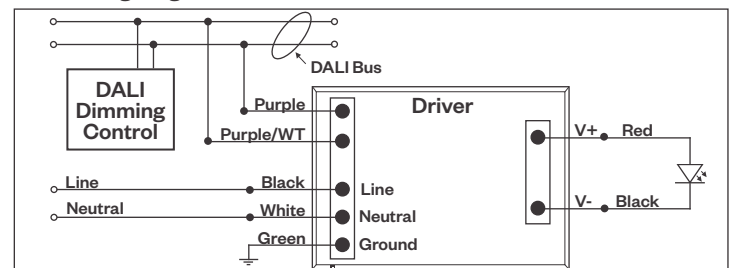 DALI Bus
DALI
Dimming
Control
Driver
Purple
Purple/WT
V+ Red
Line Black Line
Neutral White Neutral
V- Black
Green Ground